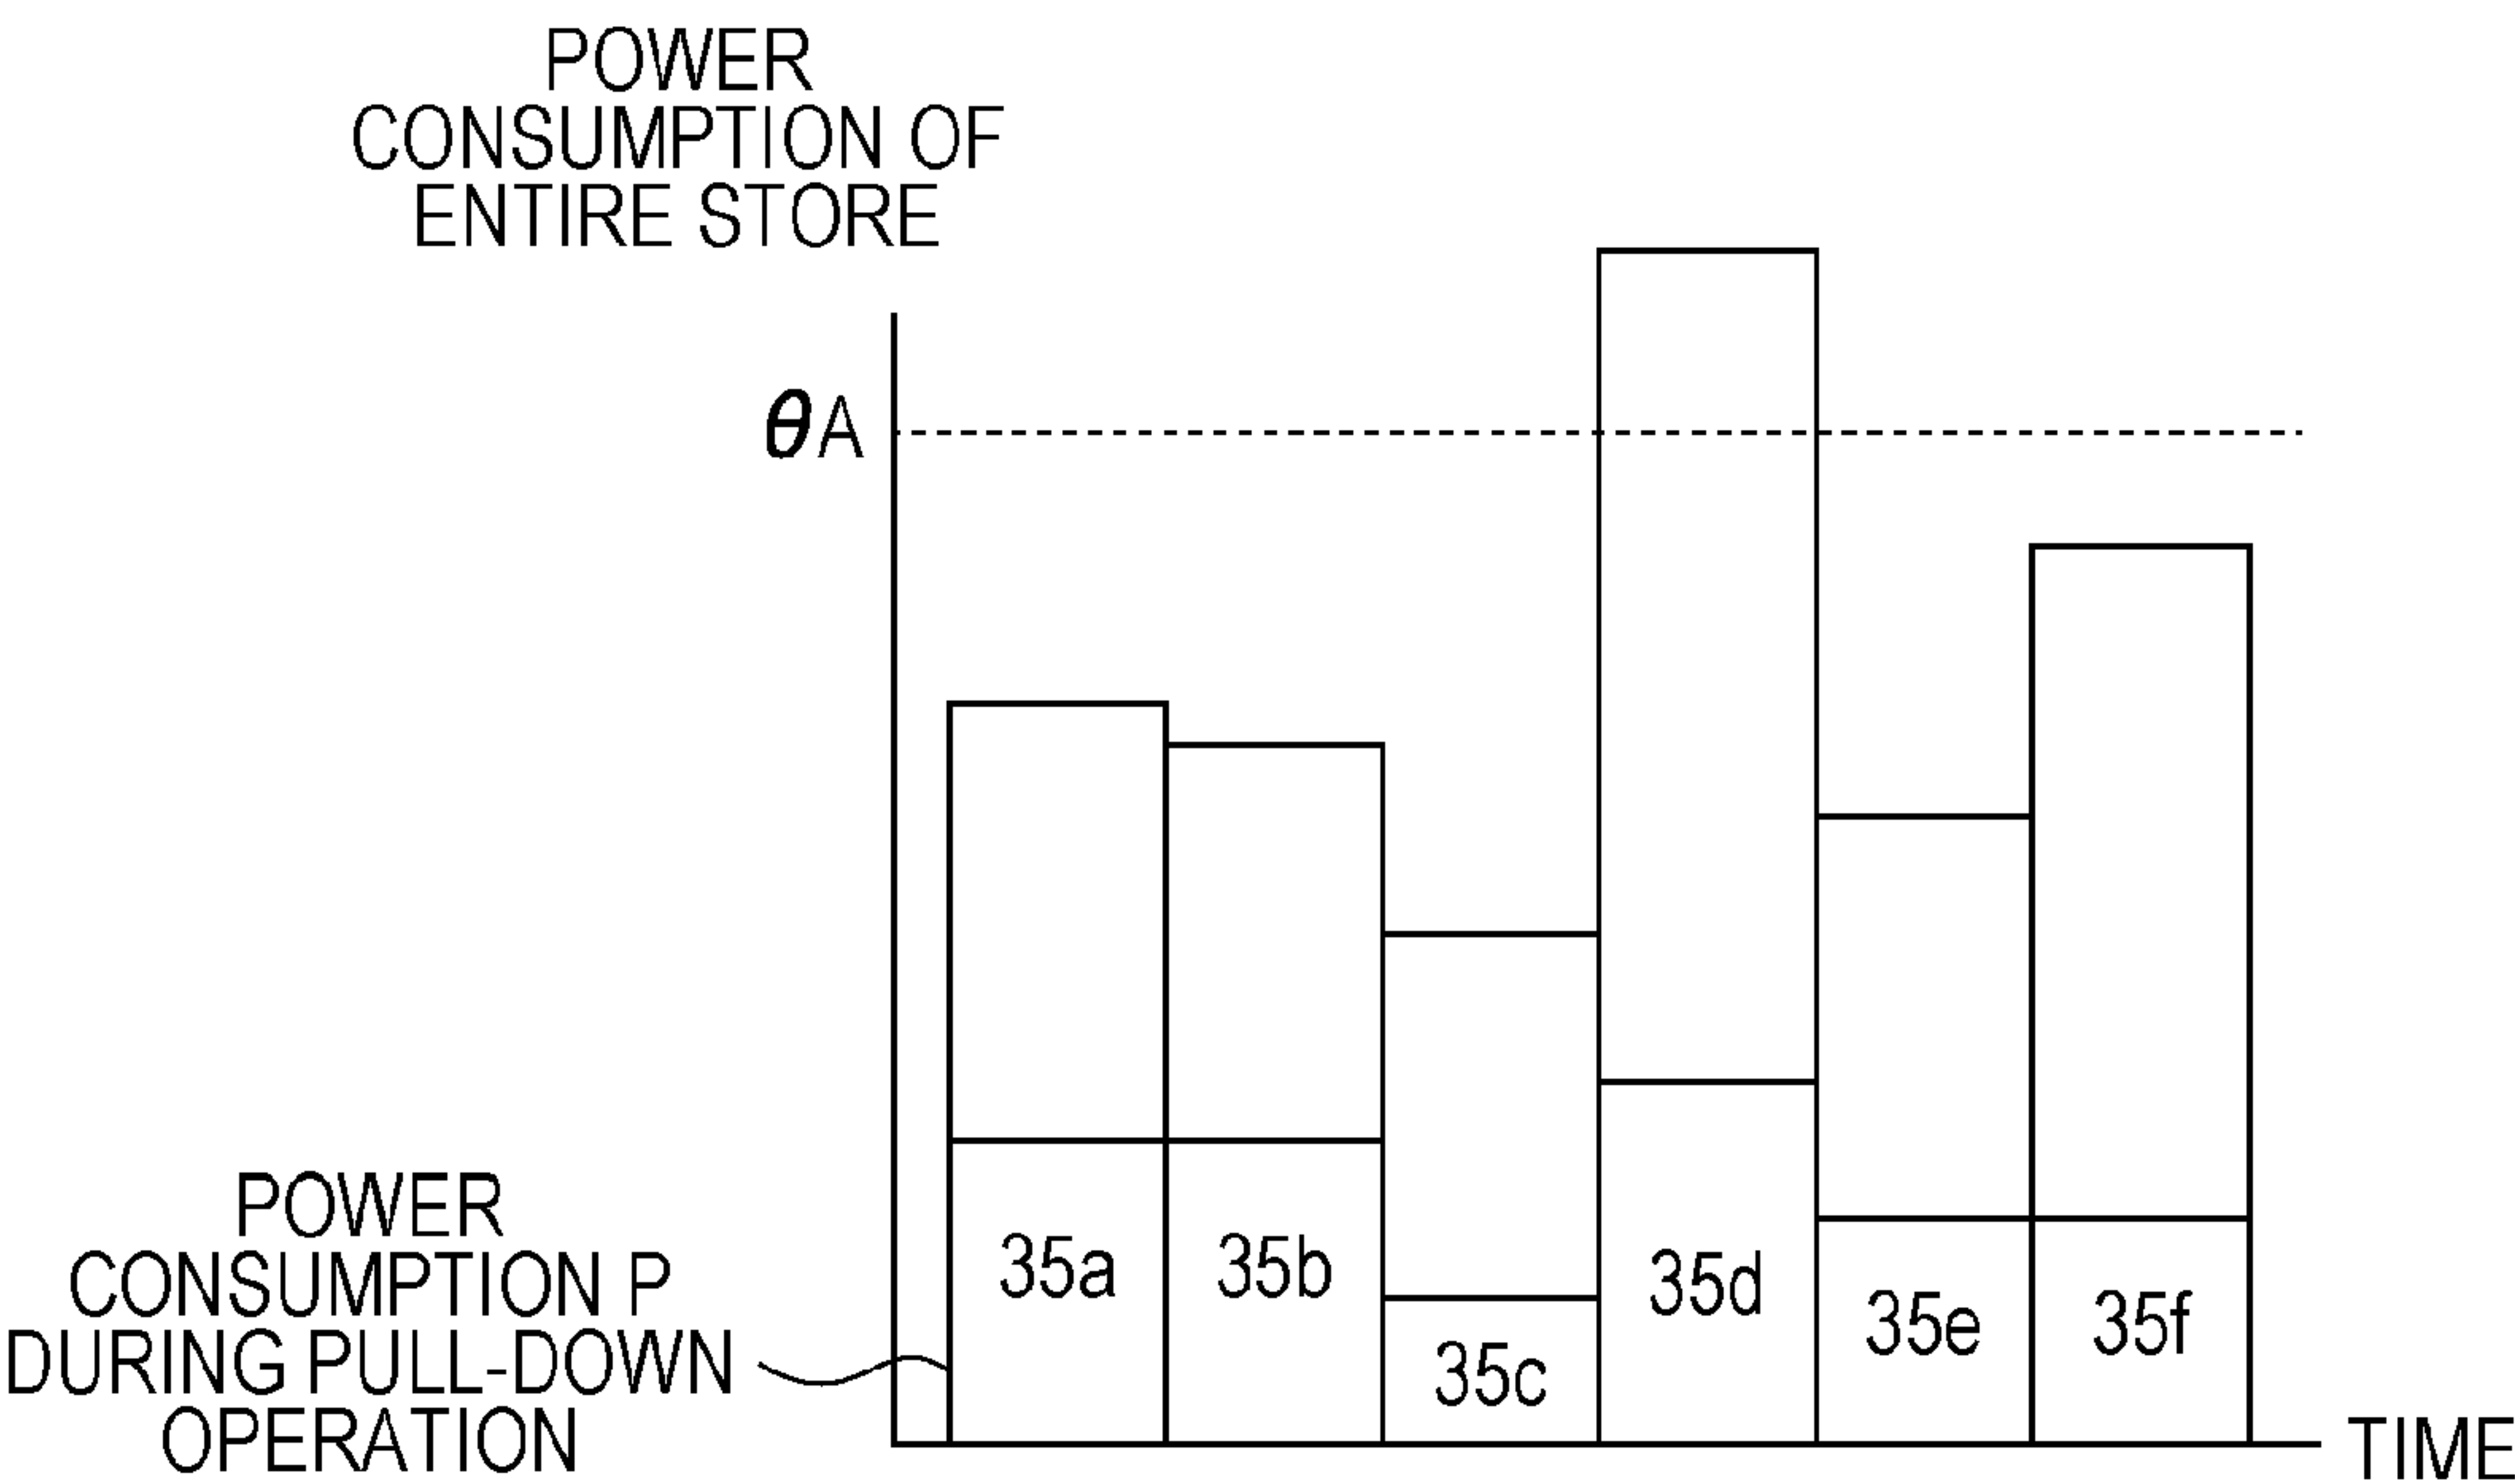 POWER
CONSUMPTION OF
ENTIRE STORE
θA
35a
35b
35c
35d
35e
35f
POWER
CONSUMPTION P
DURING PULL-DOWN
OPERATION
TIME